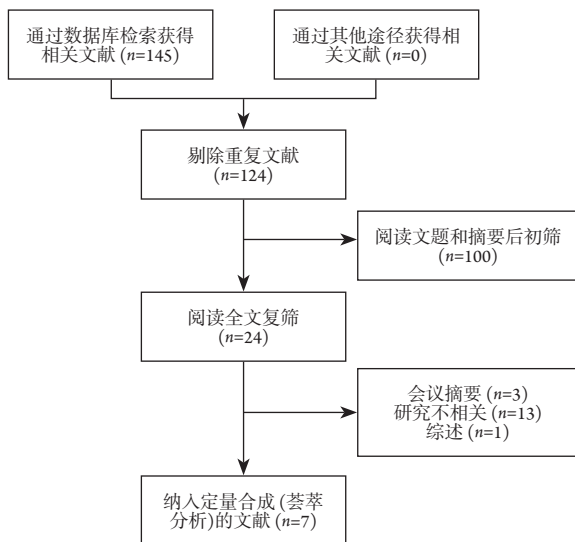 通过数据库检索获得
相关文献 (n=145)
通过其他途径获得相
关文献 (n=0)
剔除重复文献
(n=124)
阅读文题和摘要后初筛
(n=100)
阅读全文复筛
(n=24)
会议摘要 (n=3)
研究不相关 (n=13)
综述 (n=1)
纳入定量合成 (荟萃
分析)的文献 (n=7)